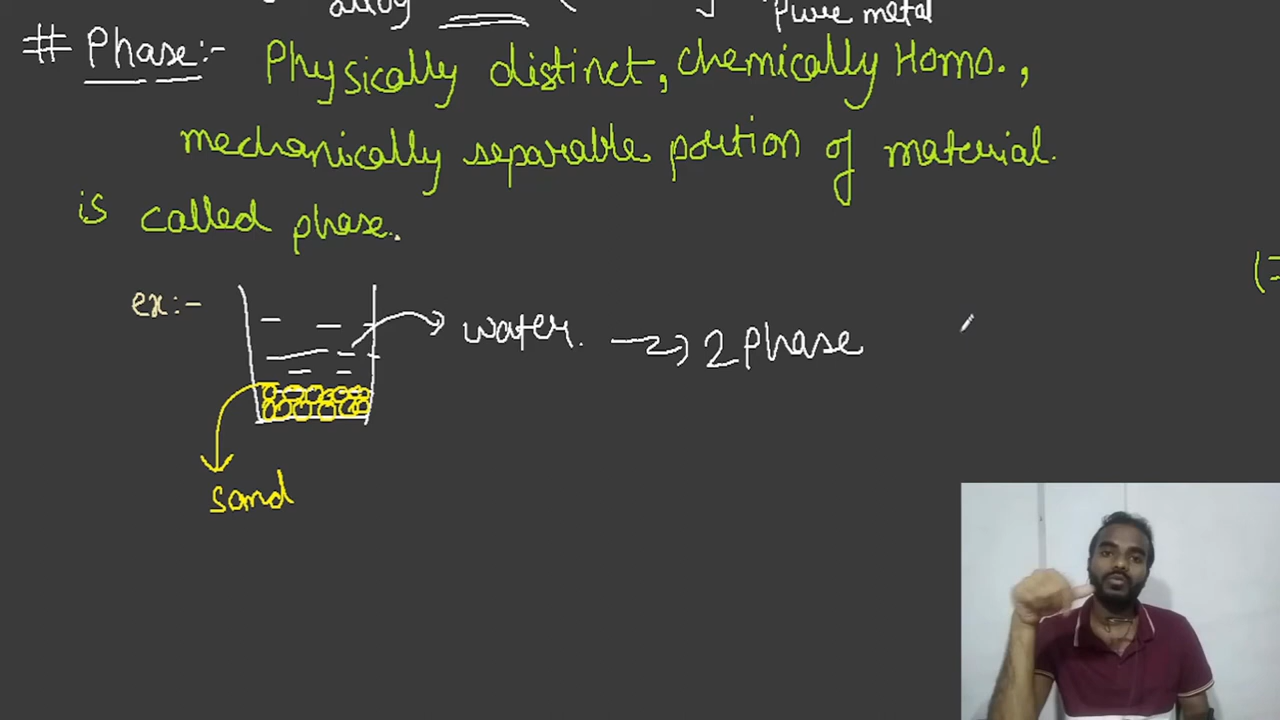 alloy
pure metal
# Phase:- Physically distinct, chemically Homo.,
mechanically separable portion of material.
is called phase.
ex:-
water. → 2 Phase
sand